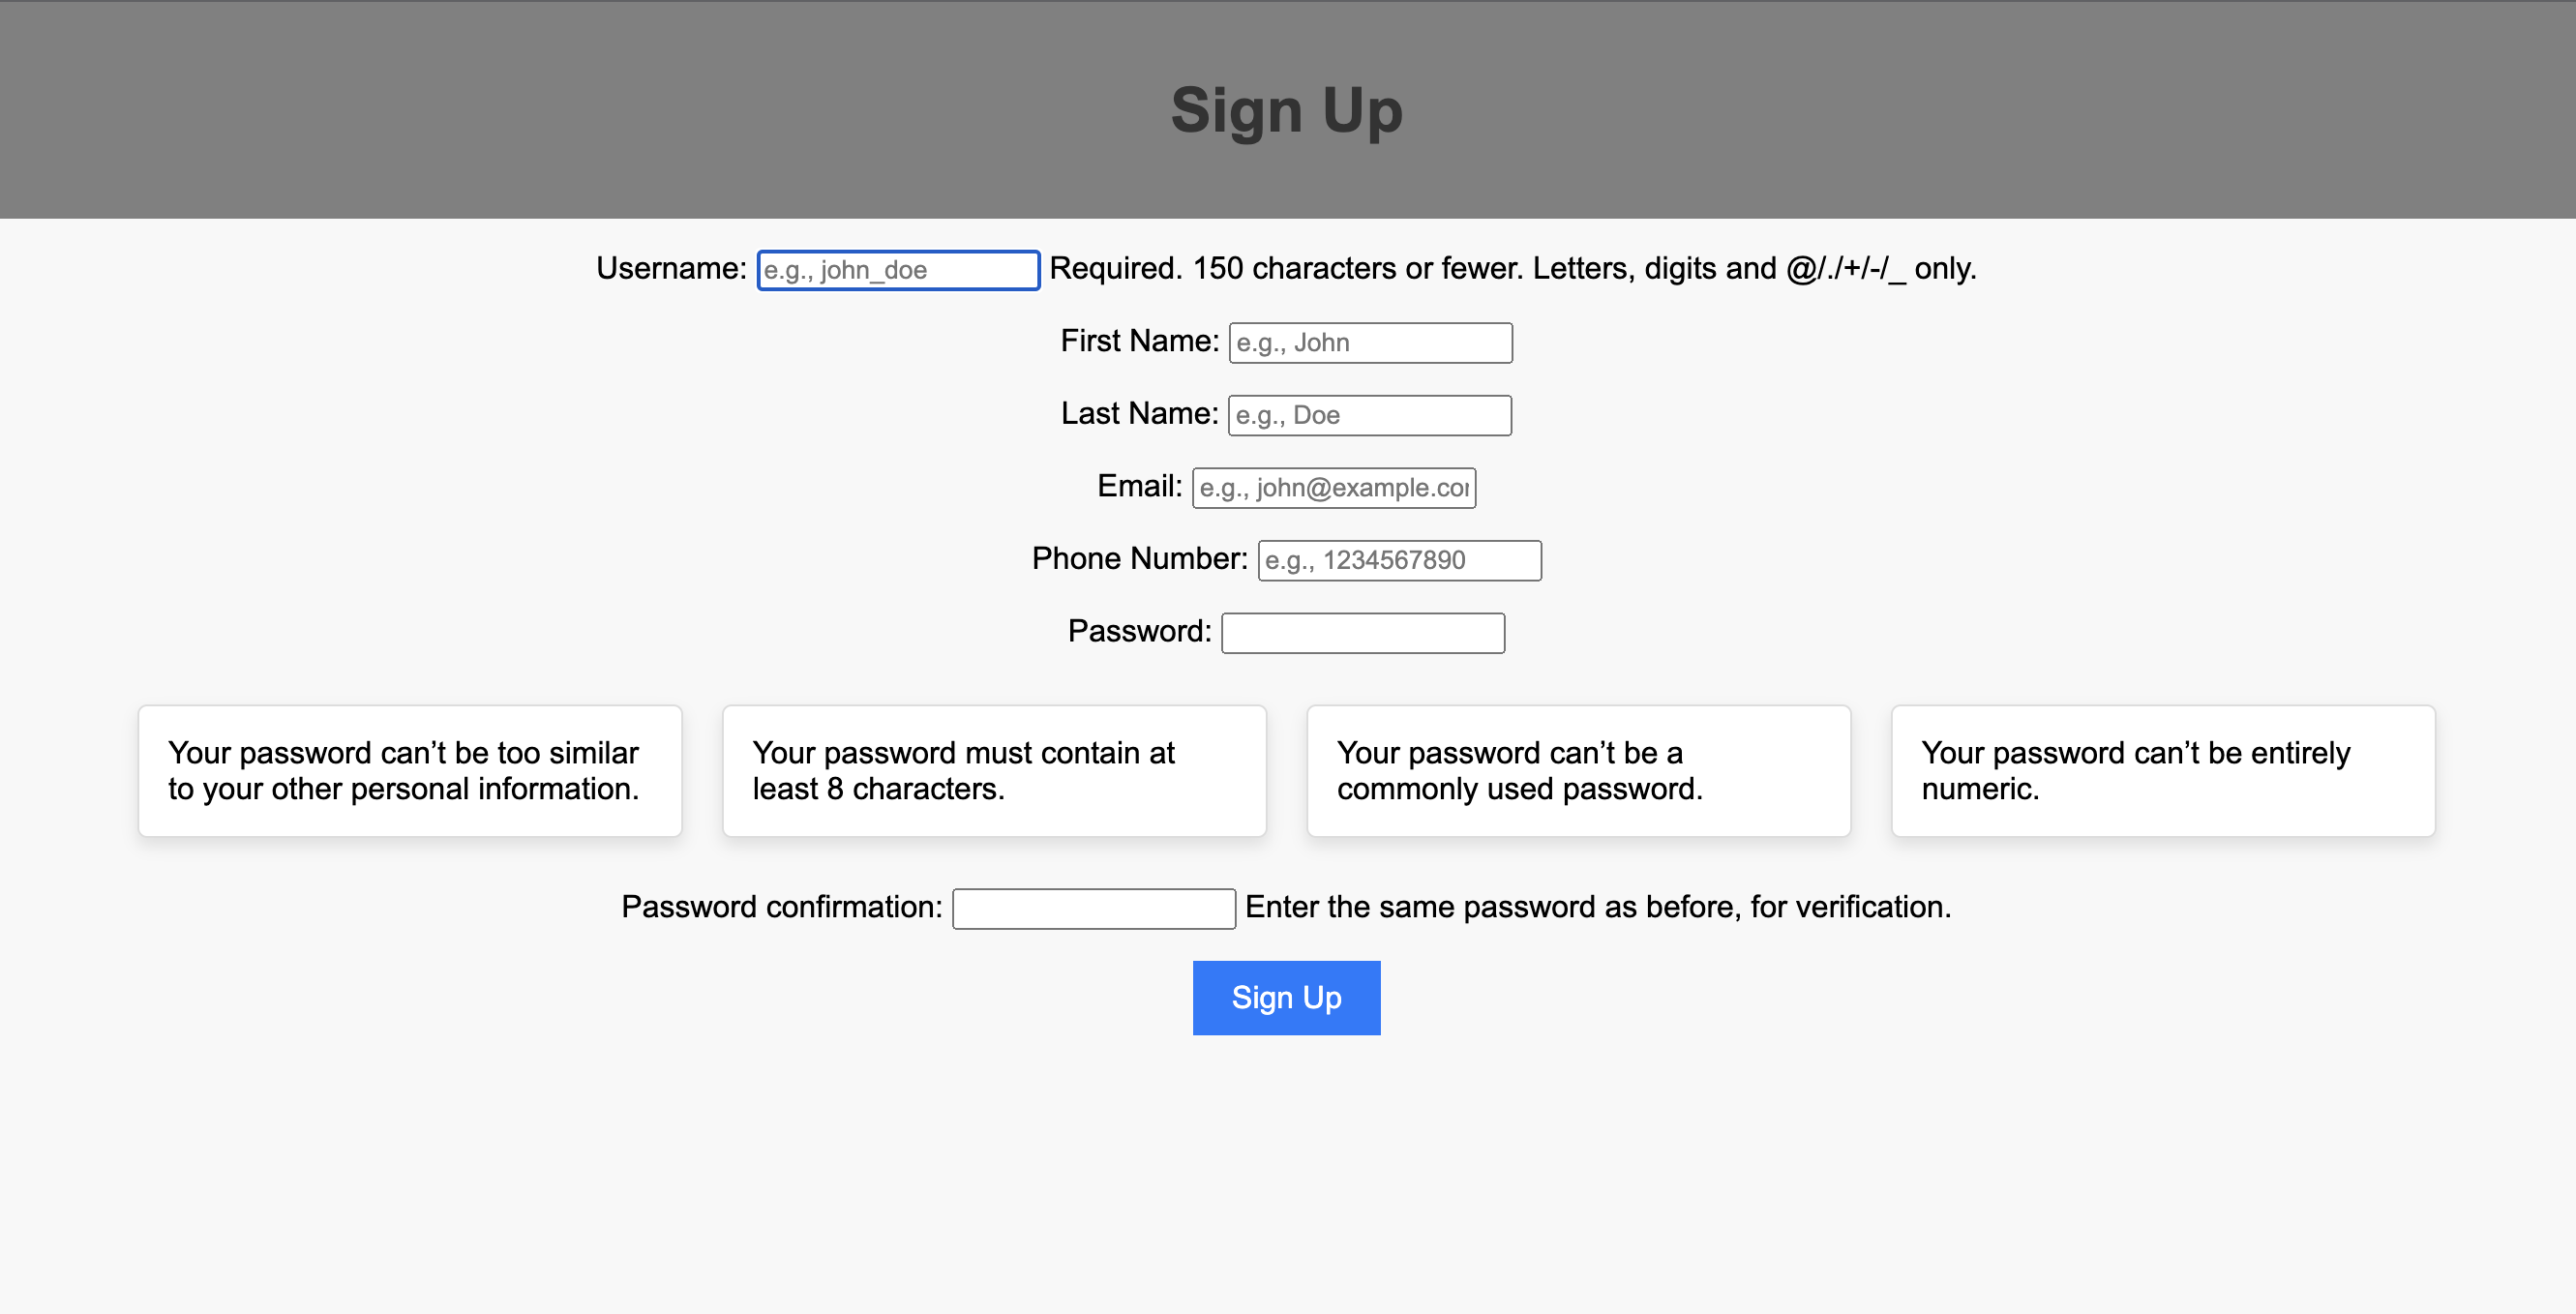 Sign Up
Username: e.g., john_doe Required. 150 characters or fewer. Letters, digits and @/./+/-/_ only.
First Name: e.g., John
Last Name: e.g., Doe
Email: e.g., john@example.com
Phone Number: e.g., 1234567890
Password:
Your password can’t be too similar
to your other personal information.
Your password must contain at
least 8 characters.
Your password can’t be a
commonly used password.
Your password can’t be entirely
numeric.
Password confirmation: Enter the same password as before, for verification.
Sign Up